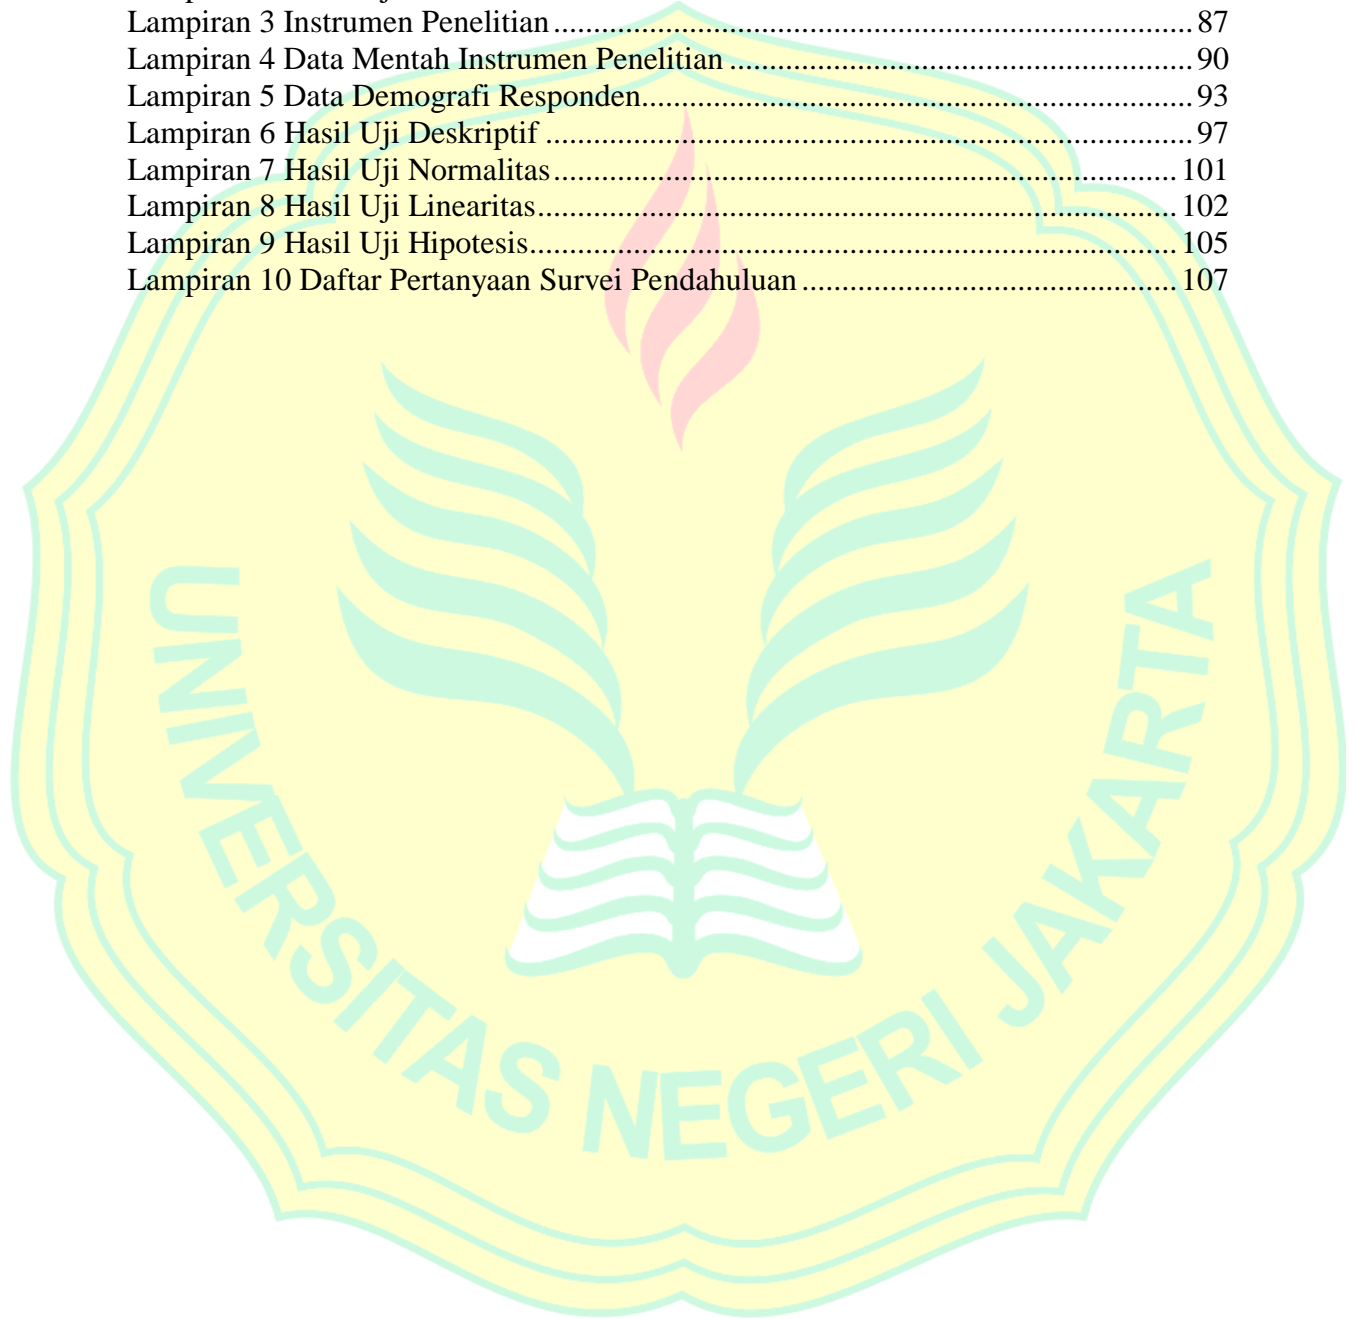 Lampiran 3 Instrumen Penelitian................................................................................ 87
Lampiran 4 Data Mentah Instrumen Penelitian.......................................................... 90
Lampiran 5 Data Demografi Responden..................................................................... 93
Lampiran 6 Hasil Uji Deskriptif................................................................................. 97
Lampiran 7 Hasil Uji Normalitas.............................................................................. 101
Lampiran 8 Hasil Uji Linearitas................................................................................ 102
Lampiran 9 Hasil Uji Hipotesis................................................................................. 105
Lampiran 10 Daftar Pertanyaan Survei Pendahuluan............................................... 107
UNIVERSITAS NEGERI JAKARTA